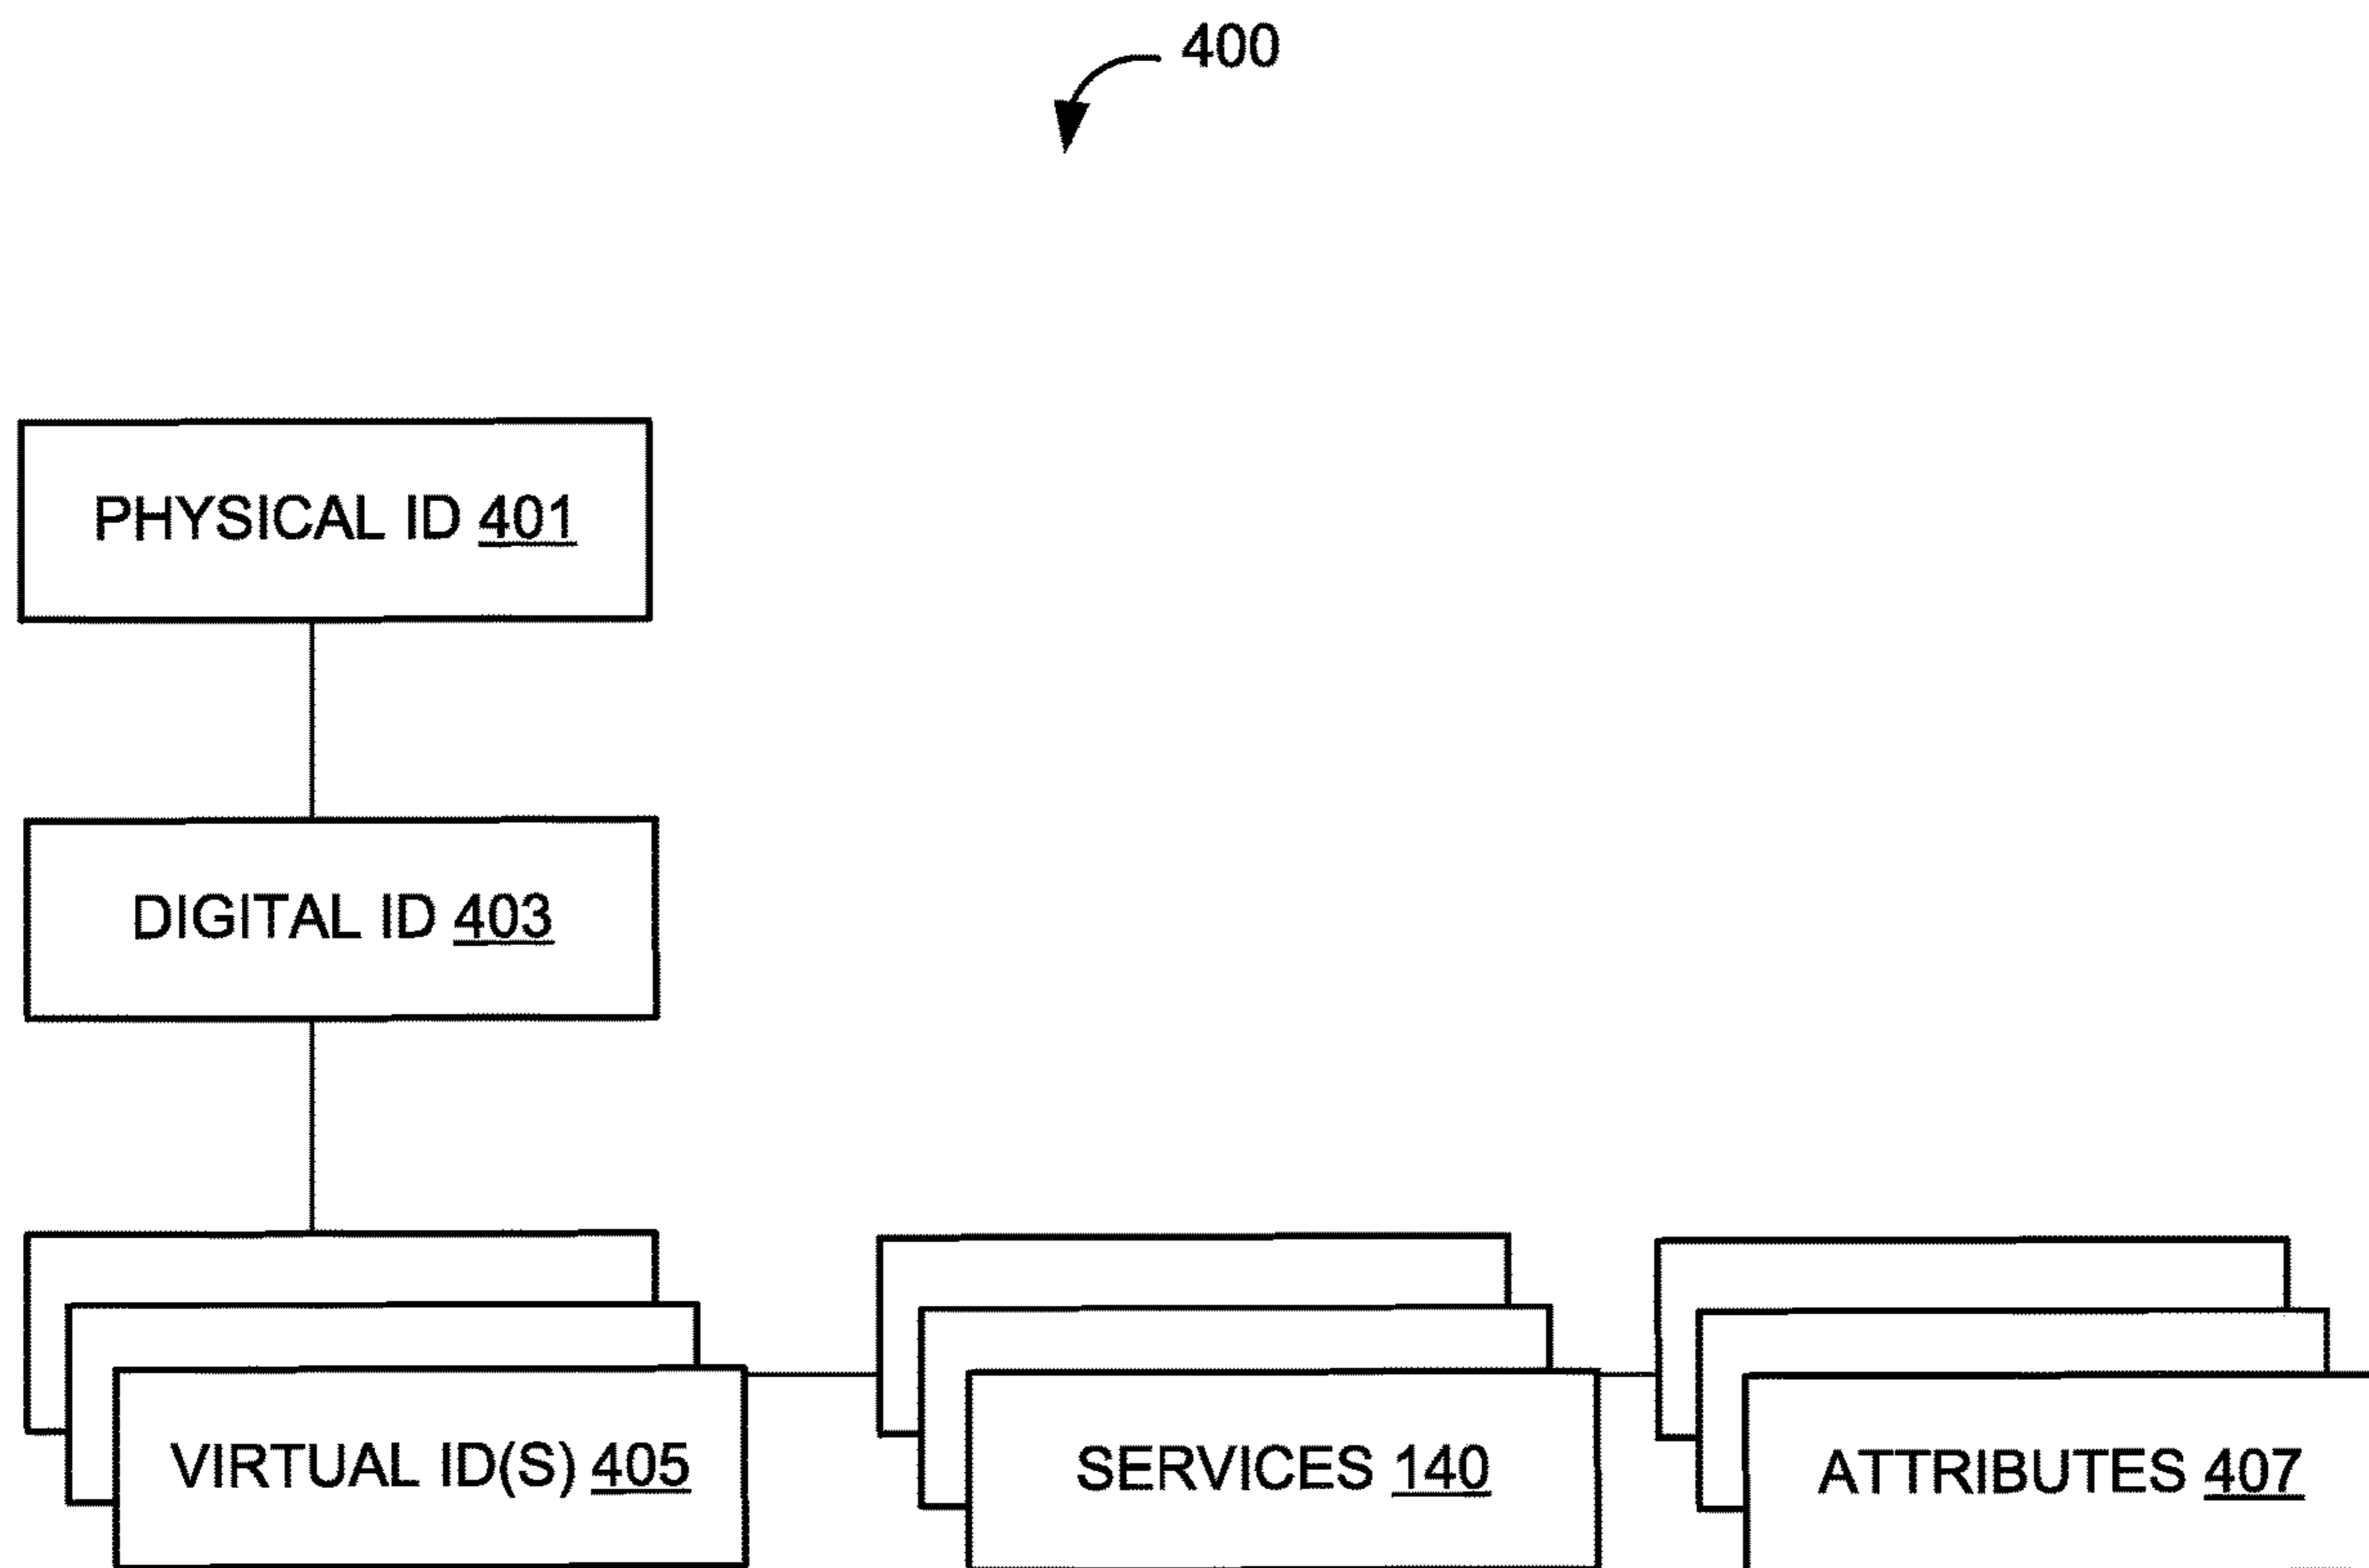 400
PHYSICAL ID 401
DIGITAL ID 403
VIRTUAL ID(S) 405
SERVICES 140
ATTRIBUTES 407